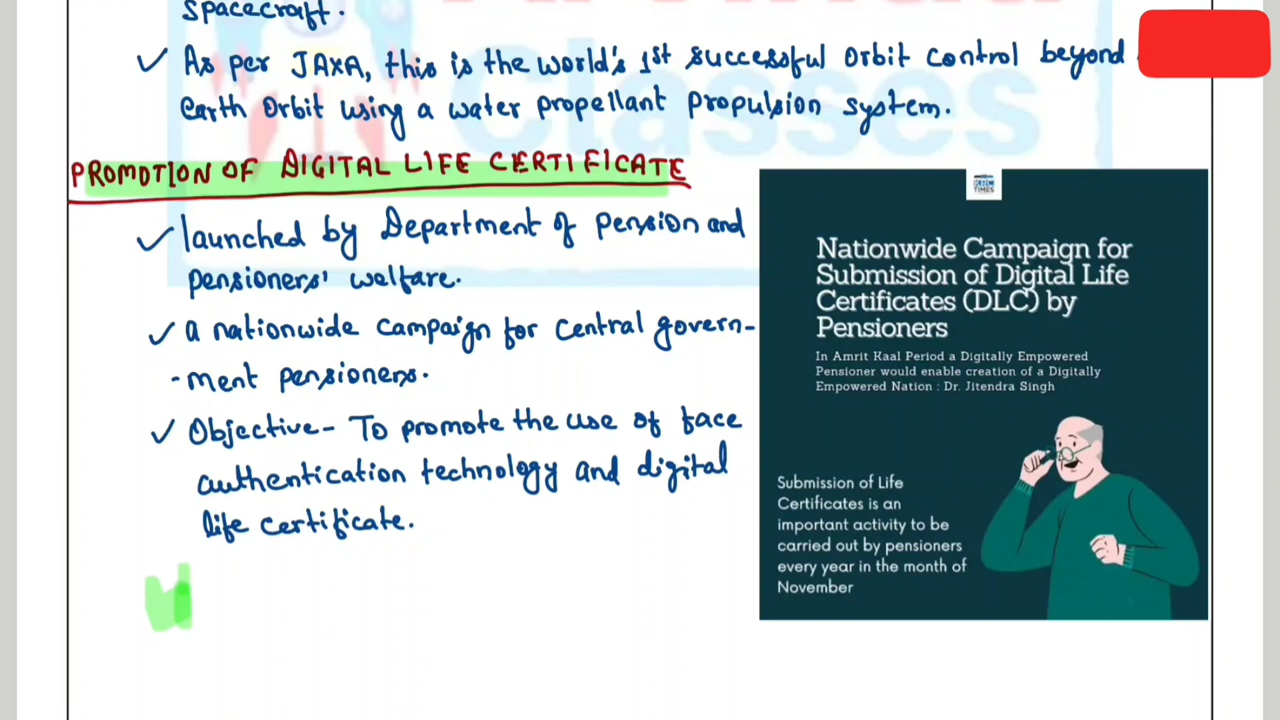 Spacecraft.
✓ As per JAXA, this is the world's 1st successful orbit control beyond
earth orbit using a water propellant propulsion system.
Classes
PROMOTION OF DIGITAL LIFE CERTIFICATE
✓ launched by Department of pension and
pensioners' welfare.
✓ a nationwide campaign for central govern-
-ment pensioners.
✓ Objective- To promote the use of face
authentication technology and digital
life certificate.
KRC
TIMES
Nationwide Campaign for
Submission of Digital Life
Certificates (DLC) by
Pensioners
In Amrit Kaal Period a Digitally Empowered
Pensioner would enable creation of a Digitally
Empowered Nation : Dr. Jitendra Singh
Submission of Life
Certificates is an
important activity to be
carried out by pensioners
every year in the month of
November